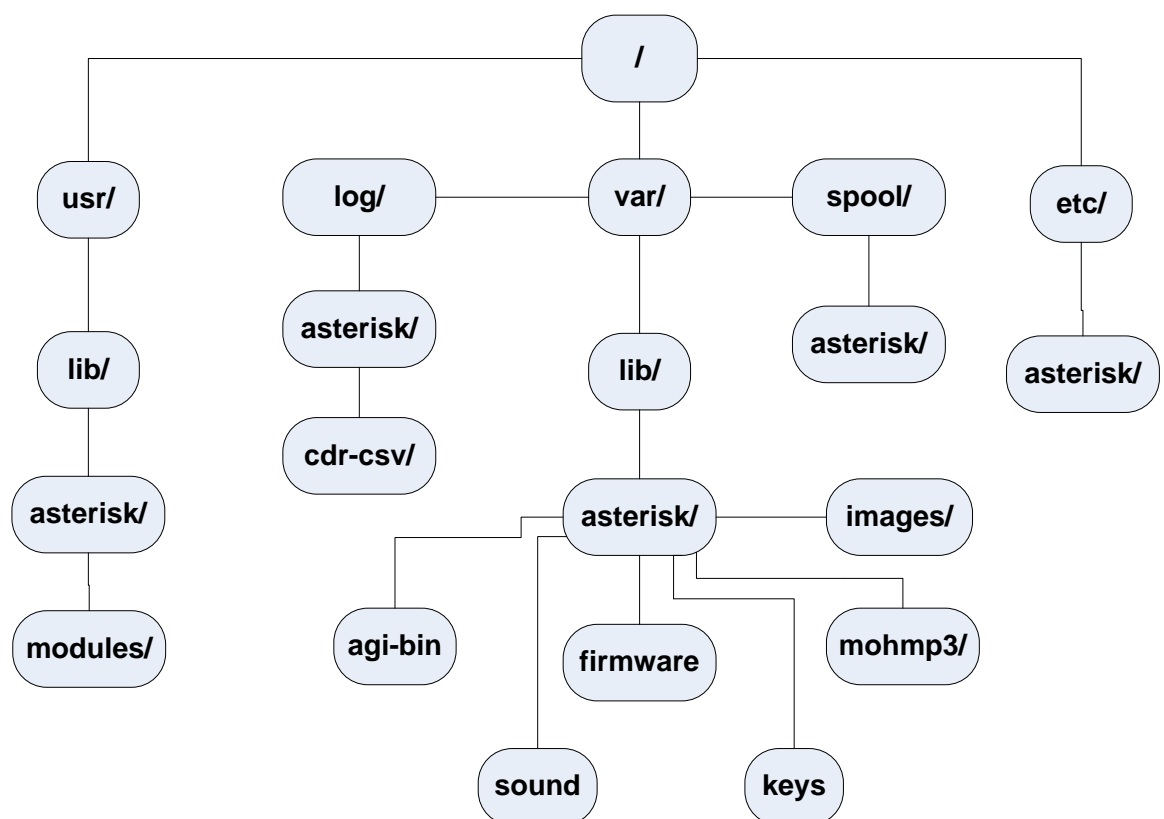 /
usr/
log/
var/
spool/
etc/
asterisk/
asterisk/
lib/
lib/
asterisk/
cdr-csv/
asterisk/
asterisk/
images/
modules/
agi-bin
firmware
mohmp3/
sound
keys